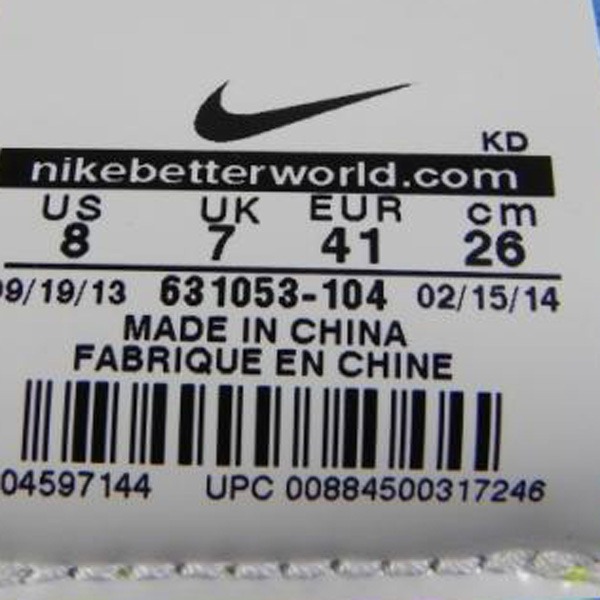 KD
nikebetterworld.com
US UK EUR cm
8 7 41 26
09/19/13 631053-104 02/15/14
MADE IN CHINA
FABRIQUE EN CHINE
04597144 UPC 00884500317246